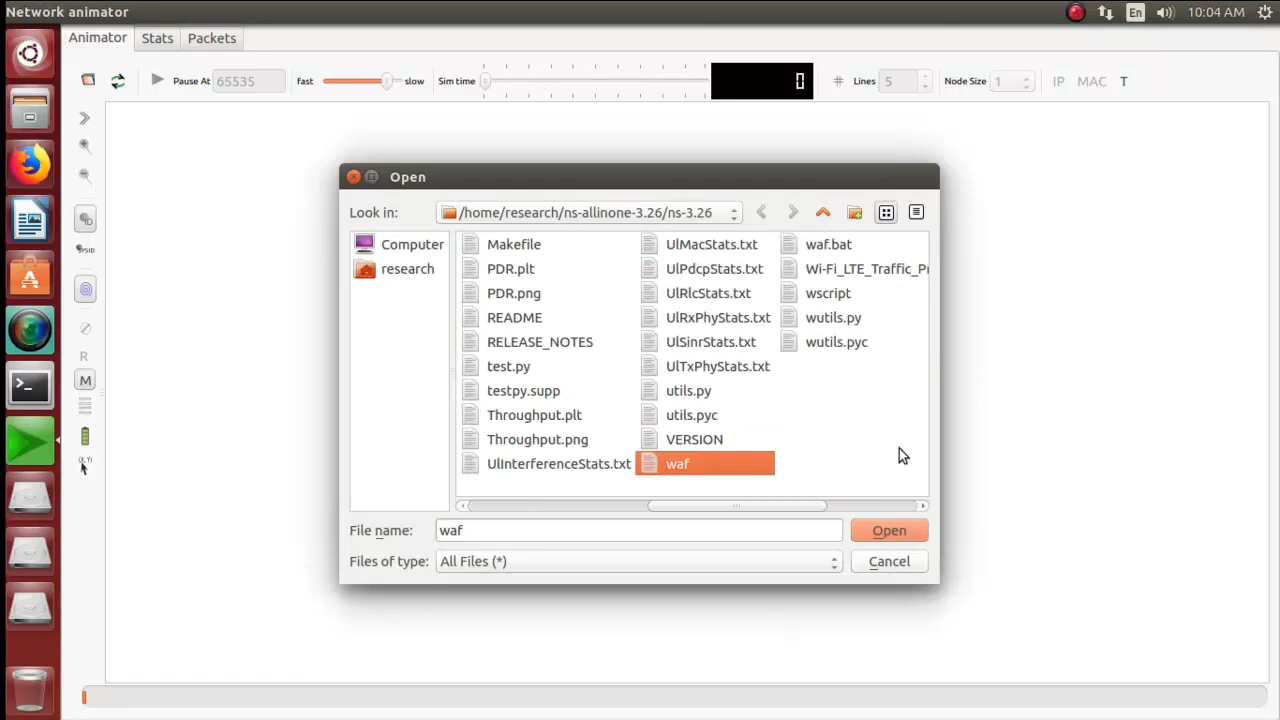 Network animator
En
10:04 AM
Animator
Stats
Packets
Pause At 65535
fast
slow
Sim time
0
Lines 5
Node Size 1
IP
MAC
T
Open
Look in:
/home/research/ns-allinone-3.26/ns-3.26
Computer
research
Makefile
PDR.plt
PDR.png
README
RELEASE_NOTES
test.py
testpy.supp
Throughput.plt
Throughput.png
UlInterferenceStats.txt
UlMacStats.txt
UlPdcpStats.txt
UlRlcStats.txt
UlRxPhyStats.txt
UlSinrStats.txt
UlTxPhyStats.txt
utils.py
utils.pyc
VERSION
waf
waf.bat
Wi-Fi_LTE_Traffic_Pr
wscript
wutils.py
wutils.pyc
File name:
waf
Open
Files of type:
All Files (*)
Cancel
SYSID
R
M